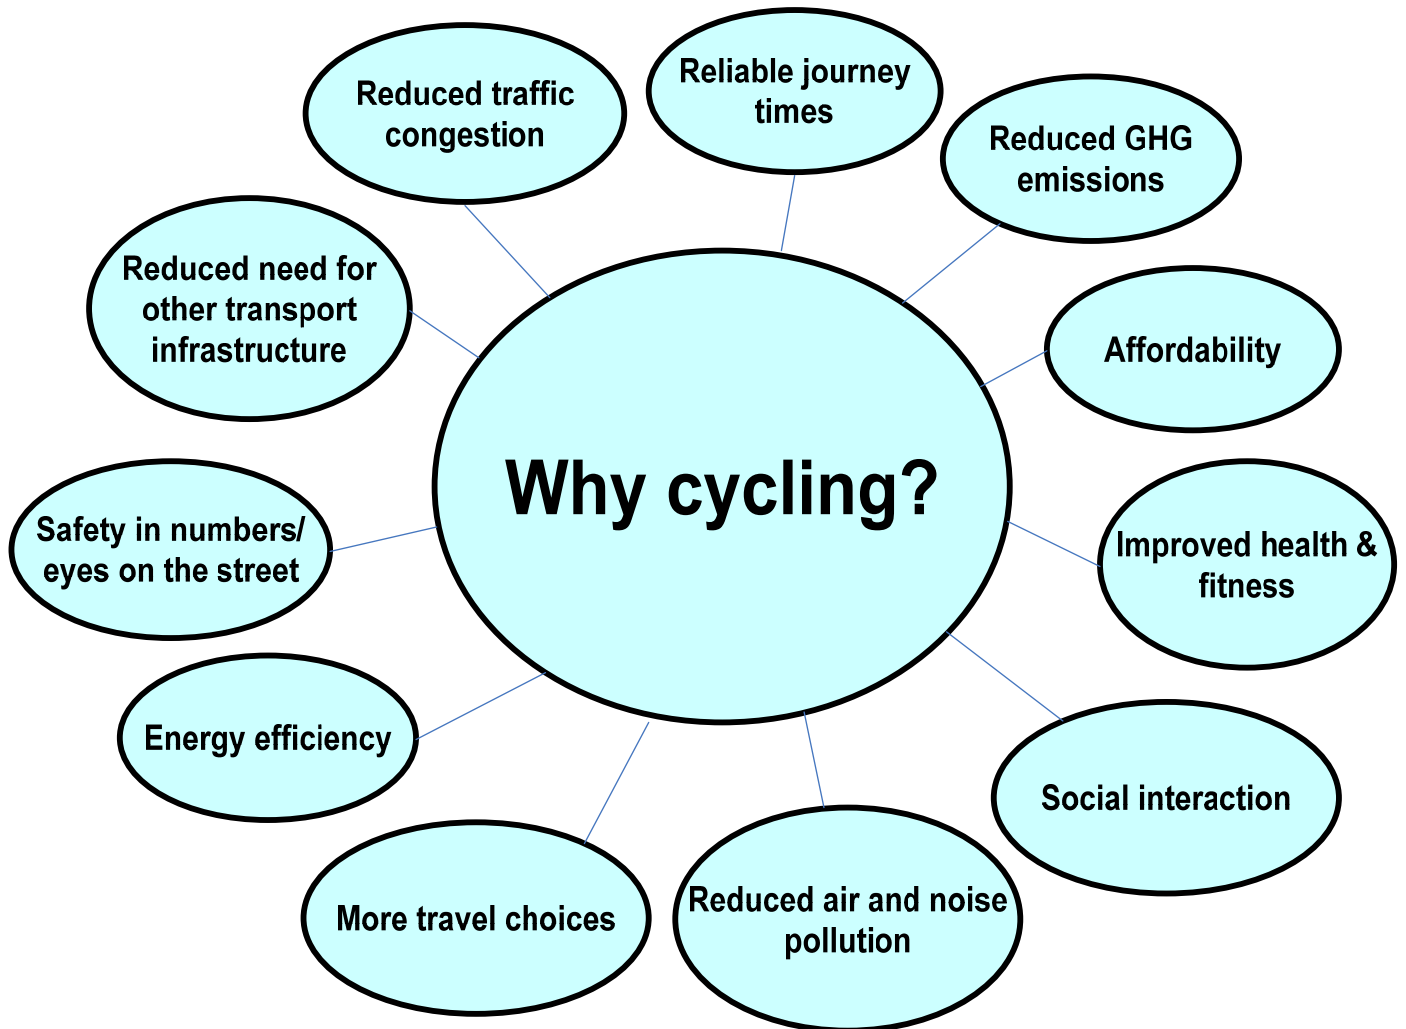 Reliable journey
times
Reduced traffic
congestion
Reduced GHG
emissions
Reduced need for
other transport
infrastructure
Affordability
Why cycling?
Safety in numbers/
eyes on the street
Improved health &
fitness
Energy efficiency
Social interaction
More travel choices
Reduced air and noise
pollution